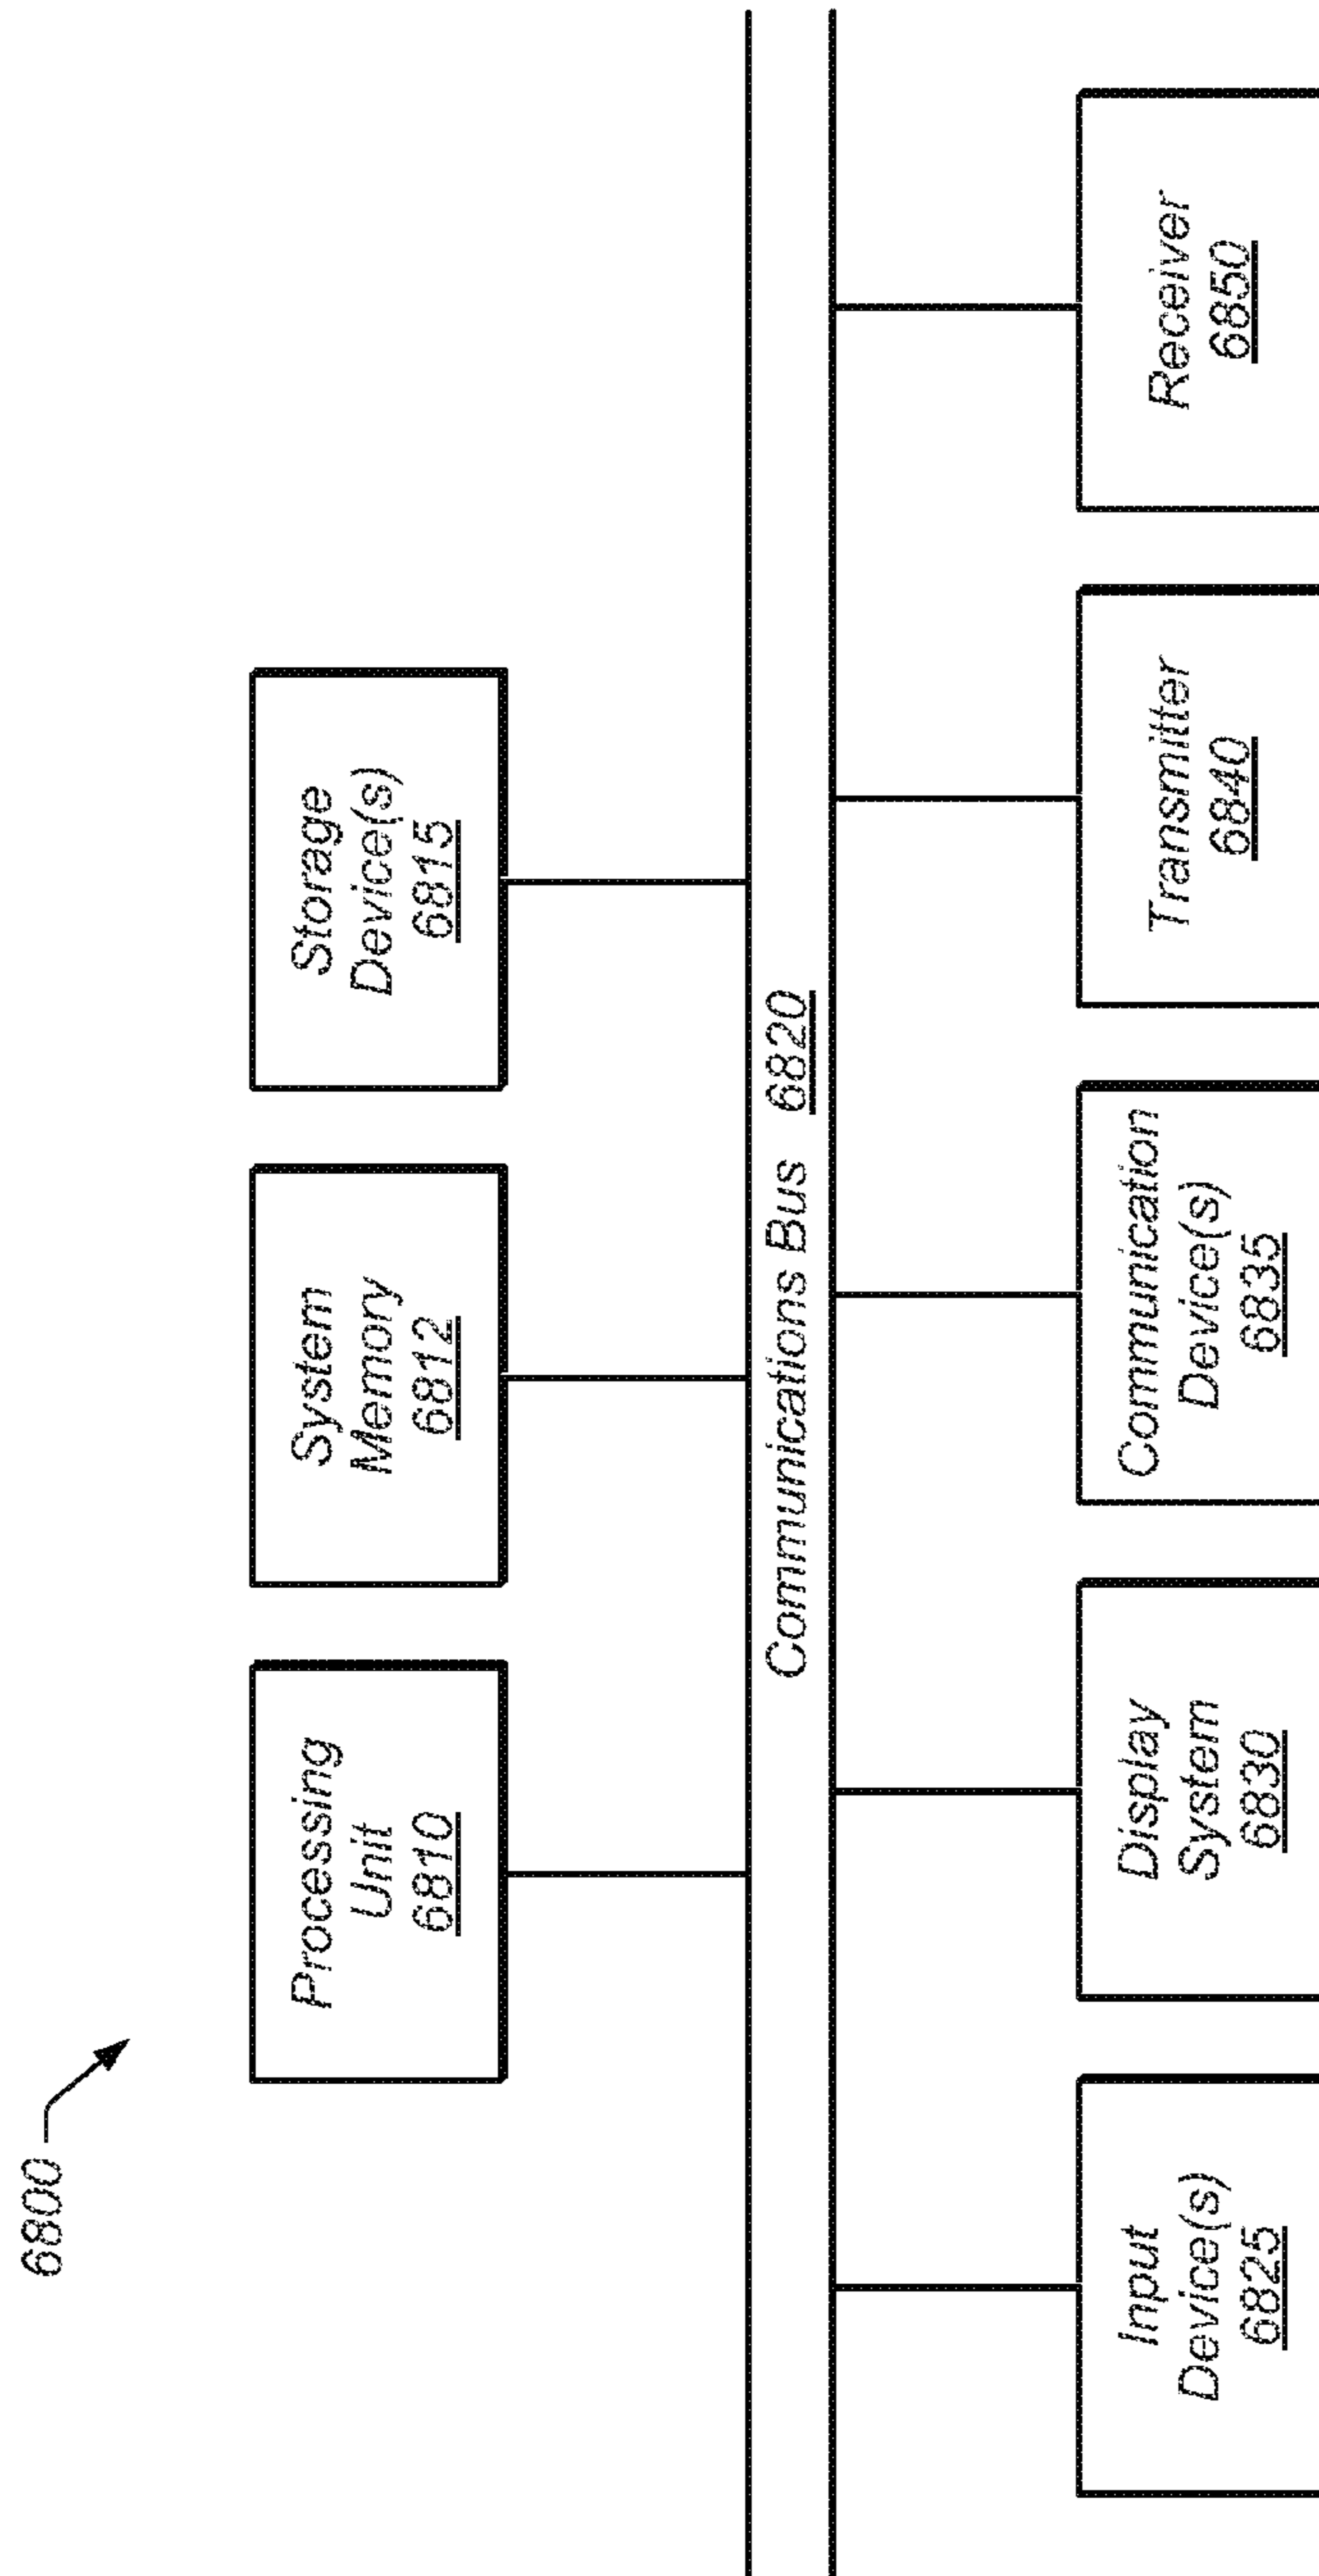 6800
Processing
Unit
6810
System
Memory
6812
Storage
Device(s)
6815
Communications Bus 6820
Input
Device(s)
6825
Display
System
6830
Communication
Device(s)
6835
Transmitter
6840
Receiver
6850